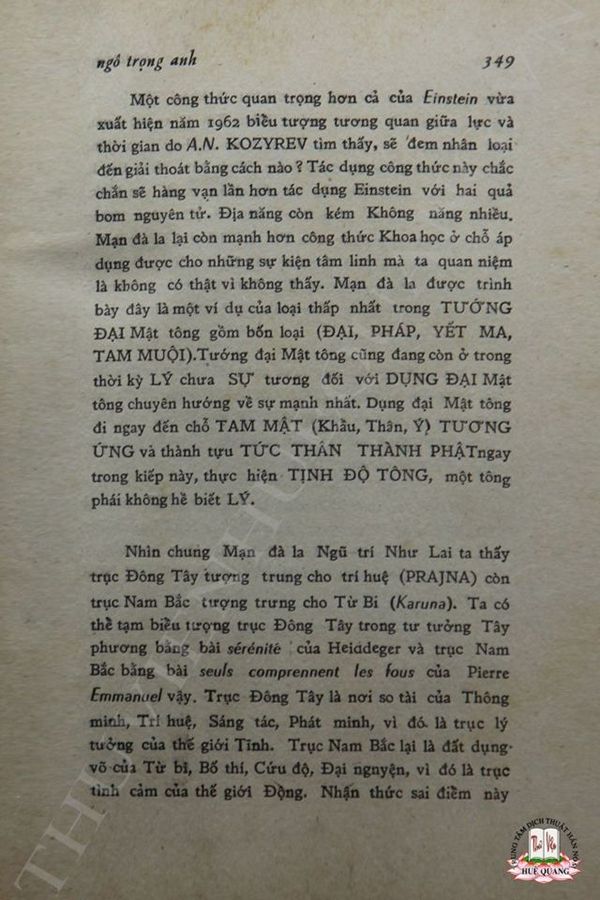 ngô trọng anh 349
Một công thức quan trọng hơn cả của Einstein vừa
xuất hiện năm 1962 biểu tượng tương quan giữa lực và
thời gian do A.N. KOZYREV tìm thấy, sẽ đem nhân loại
đến giải thoát bằng cách nào ? Tác dụng công thức này chắc
chắn sẽ hàng vạn lần hơn tác dụng Einstein với hai quả
bom nguyên tử. Địa năng còn kém Không năng nhiều.
Mạn đà la lại còn mạnh hơn công thức Khoa học ở chỗ áp
dụng được cho những sự kiện tâm linh mà ta quan niệm
là không có thật vì không thấy. Mạn đà la được trình
bày đây là một ví dụ của loại thấp nhất trong TƯỚNG
ĐẠI Mật tông gồm bốn loại (ĐẠI, PHÁP, YẾT MA,
TAM MUỘI).Tướng đại Mật tông cũng đang còn ở trong
thời kỳ LÝ chưa SỰ tương đối với DỤNG ĐẠI Mật
tông chuyên hướng về sự mạnh nhất. Dụng đại Mật tông
đi ngay đến chỗ TAM MẬT (Khẩu, Thân, Ý) TƯƠNG
ỨNG và thành tựu TỨC THÂN THÀNH PHẬTngay
trong kiếp này, thực hiện TỊNH ĐỘ TÔNG, một tông
phái không hề biết LÝ.
Nhìn chung Mạn đà la Ngũ trí Như Lai ta thấy
trục Đông Tây tượng trung cho trí huệ (PRAJNA) còn
trục Nam Bắc tượng trưng cho Từ Bi (Karuna). Ta có
thể tạm biểu tượng trục Đông Tây trong tư tưởng Tây
phương bằng bài sérénité của Heiddeger và trục Nam
Bắc bằng bài seuls comprennent les fous của Pierre
Emmanuel vậy. Trục Đông Tây là nơi so tài của Thông
minh, Trí huệ, Sáng tác, Phát minh, vì đó là trục lý
tưởng của thế giới Tĩnh. Trục Nam Bắc lại là đất dụng-
võ của Từ bi, Bố thí, Cứu độ, Đại ngnyện, vì đó là trục
tình cảm của thế giới Động. Nhận thức sai điểm này
TRUNG TÂM DỊCH THUẬT HÁN NÔM
HUỆ QUANG